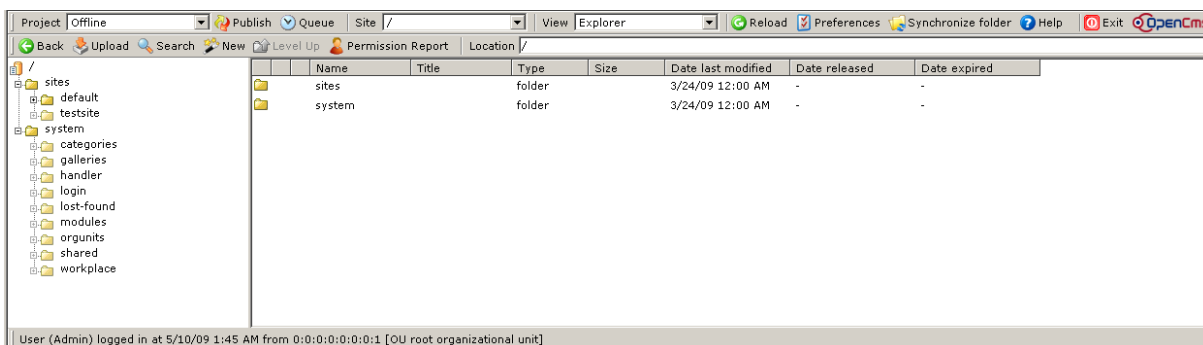 Project Offline Publish Queue Site / View Explorer Reload Preferences Synchronize folder Help Exit OpenCms
Back Upload Search New Level Up Permission Report Location /
/
sites
default
testsite
system
categories
galleries
handler
login
lost-found
modules
orgunits
shared
workplace
Name Title Type Size Date last modified Date released Date expired
sites folder 3/24/09 12:00 AM - -
system folder 3/24/09 12:00 AM - -
User (Admin) logged in at 5/10/09 1:45 AM from 0:0:0:0:0:0:0:1 [OU root organizational unit]